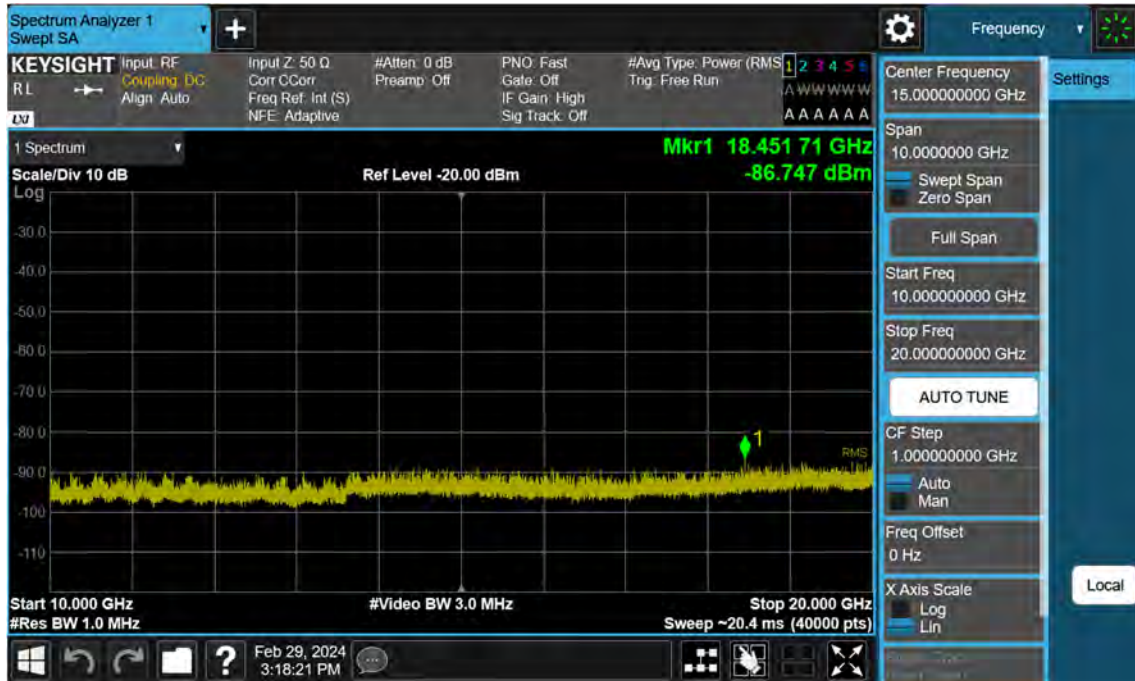 Spectrum Analyzer 1
Swept SA
Frequency
KEYSIGHT
R L
LXI
Input: RF
Coupling: DC
Align: Auto
Input Z: 50 Ω
Corr CCorr
Freq Ref: Int (S)
NFE: Adaptive
#Atten: 0 dB
Preamp: Off
PNO: Fast
Gate: Off
IF Gain: High
Sig Track: Off
#Avg Type: Power (RMS
Trig: Free Run
1 2 3 4 5 6
A W W W W W
A A A A A A
1 Spectrum
Mkr1 18.451 71 GHz
Scale/Div 10 dB
Ref Level -20.00 dBm
-86.747 dBm
Log
-30.0
-40.0
-50.0
-60.0
-70.0
-80.0
1
RMS
-90.0
-100
-110
Start 10.000 GHz
#Video BW 3.0 MHz
Stop 20.000 GHz
#Res BW 1.0 MHz
Sweep ~20.4 ms (40000 pts)
Feb 29, 2024
3:18:21 PM
Center Frequency
15.000000000 GHz
Span
10.0000000 GHz
Swept Span
Zero Span
Full Span
Start Freq
10.000000000 GHz
Stop Freq
20.000000000 GHz
AUTO TUNE
CF Step
1.000000000 GHz
Auto
Man
Freq Offset
0 Hz
X Axis Scale
Log
Lin
Settings
Local